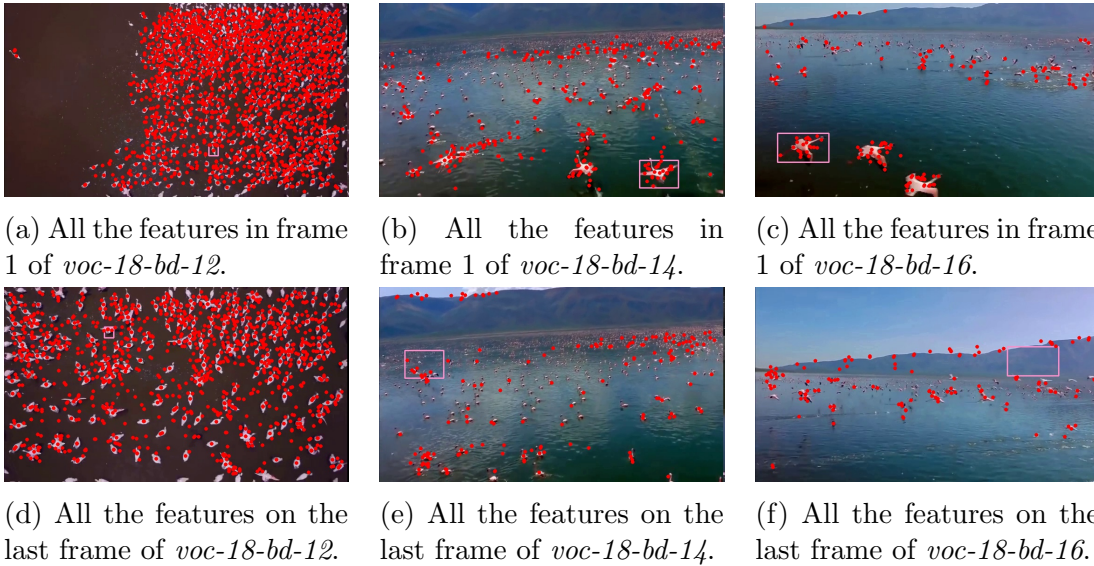 (a) All the features in frame
1 of voc-18-bd-12.
(b) All the features in
frame 1 of voc-18-bd-14.
(c) All the features in frame
1 of voc-18-bd-16.
(d) All the features on the
last frame of voc-18-bd-12.
(e) All the features on the
last frame of voc-18-bd-14.
(f) All the features on the
last frame of voc-18-bd-16.